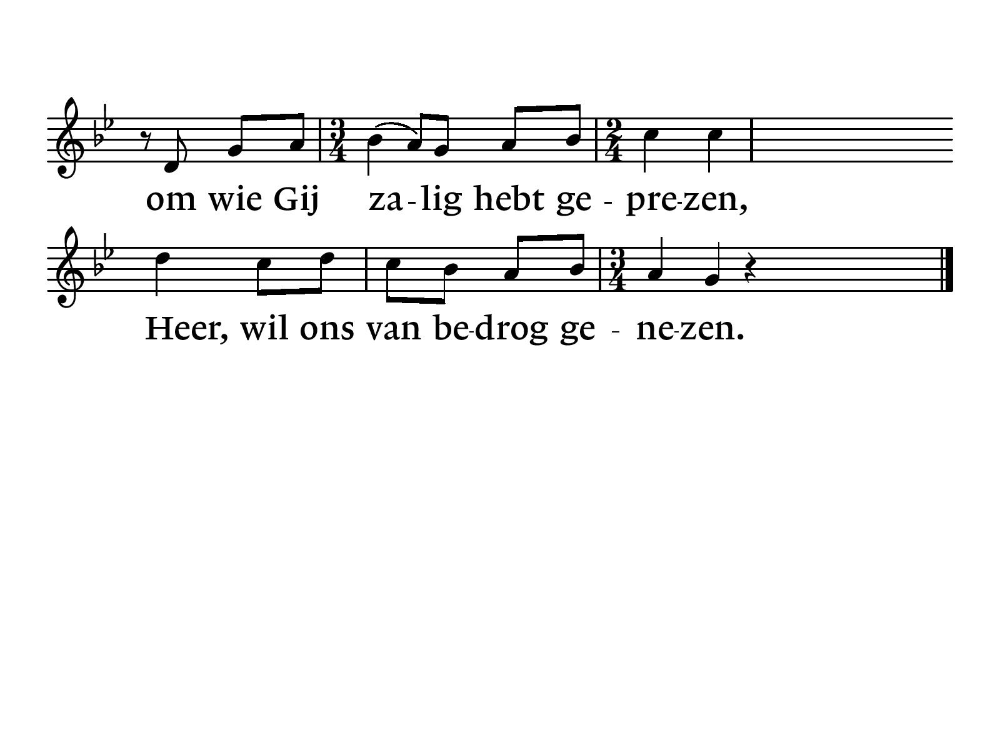 om wie Gij za-lig hebt ge - pre-zen,
Heer, wil ons van be-drog ge - ne-zen.